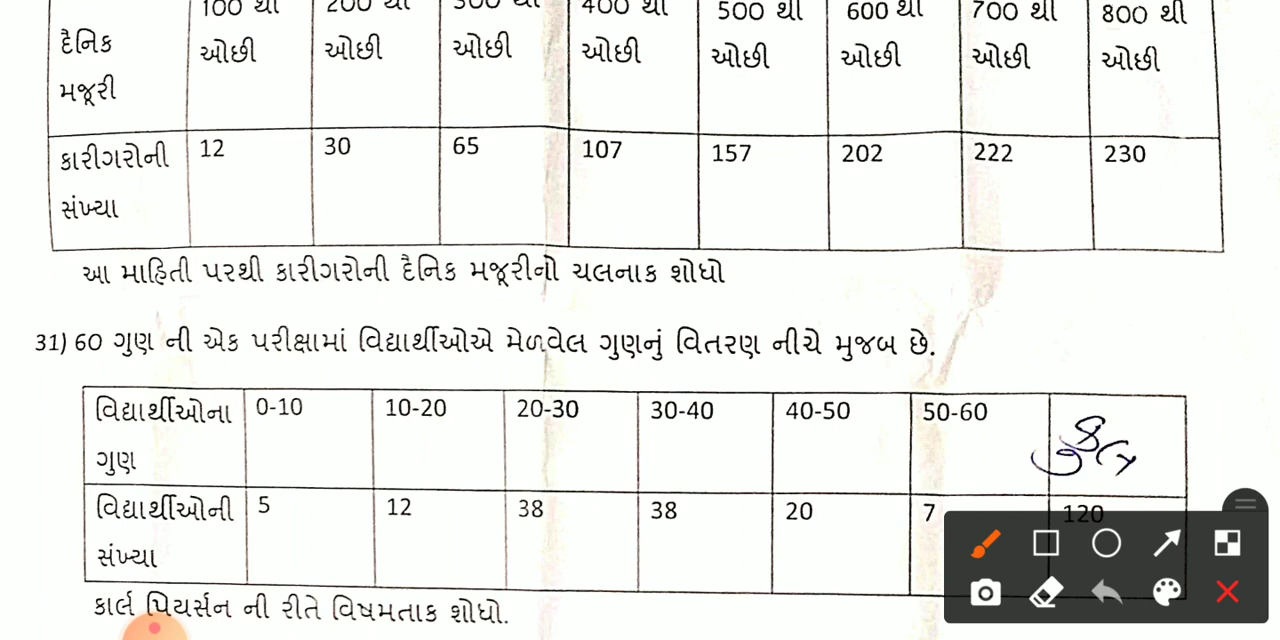 100 થી 200 થી 300 થી 400 થી 500 થી 600 થી 700 થી 800 થી
દૈનિક ઓછી ઓછી ઓછી ઓછી ઓછી ઓછી ઓછી ઓછી
મજૂરી
કારીગરોની 12 30 65 107 157 202 222 230
સંખ્યા
આ માહિતી પરથી કારીગરોની દૈનિક મજૂરીનો ચલનાક શોધો
31) 60 ગુણ ની એક પરીક્ષામાં વિદ્યાર્થીઓએ મેળવેલ ગુણનું વિતરણ નીચે મુજબ છે.
વિદ્યાર્થીઓના 0-10 10-20 20-30 30-40 40-50 50-60 કુલ
ગુણ
વિદ્યાર્થીઓની 5 12 38 38 20 7 120
સંખ્યા
કાર્લ પિયર્સન ની રીતે વિષમતાક શોધો.